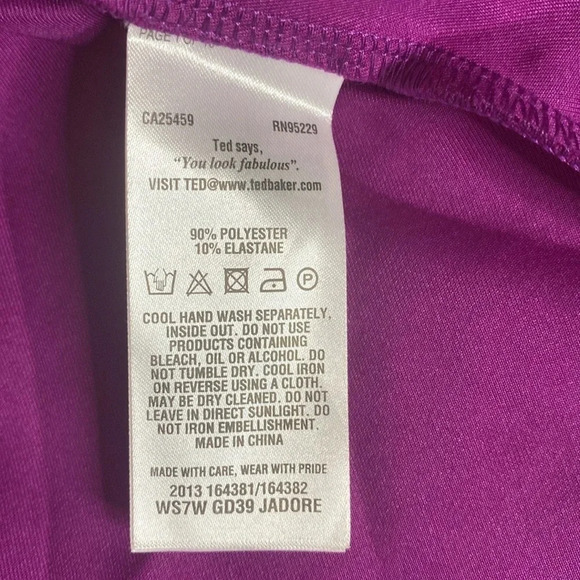 PAGE 1 OF
CA25459 RN95229
Ted says,
"You look fabulous".
VISIT TED@www.tedbaker.com
90% POLYESTER
10% ELASTANE
P
COOL HAND WASH SEPARATELY.
INSIDE OUT. DO NOT USE
PRODUCTS CONTAINING
BLEACH, OIL OR ALCOHOL. DO
NOT TUMBLE DRY. COOL IRON
ON REVERSE USING A CLOTH.
MAY BE DRY CLEANED. DO NOT
LEAVE IN DIRECT SUNLIGHT. DO
NOT IRON EMBELLISHMENT.
MADE IN CHINA
MADE WITH CARE, WEAR WITH PRIDE
2013 164381/164382
WS7W GD39 JADORE